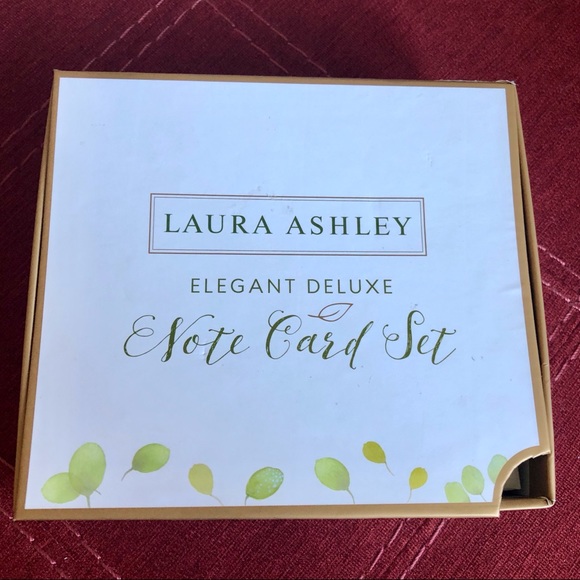 LAURA ASHLEY
ELEGANT DELUXE
Note Card Set